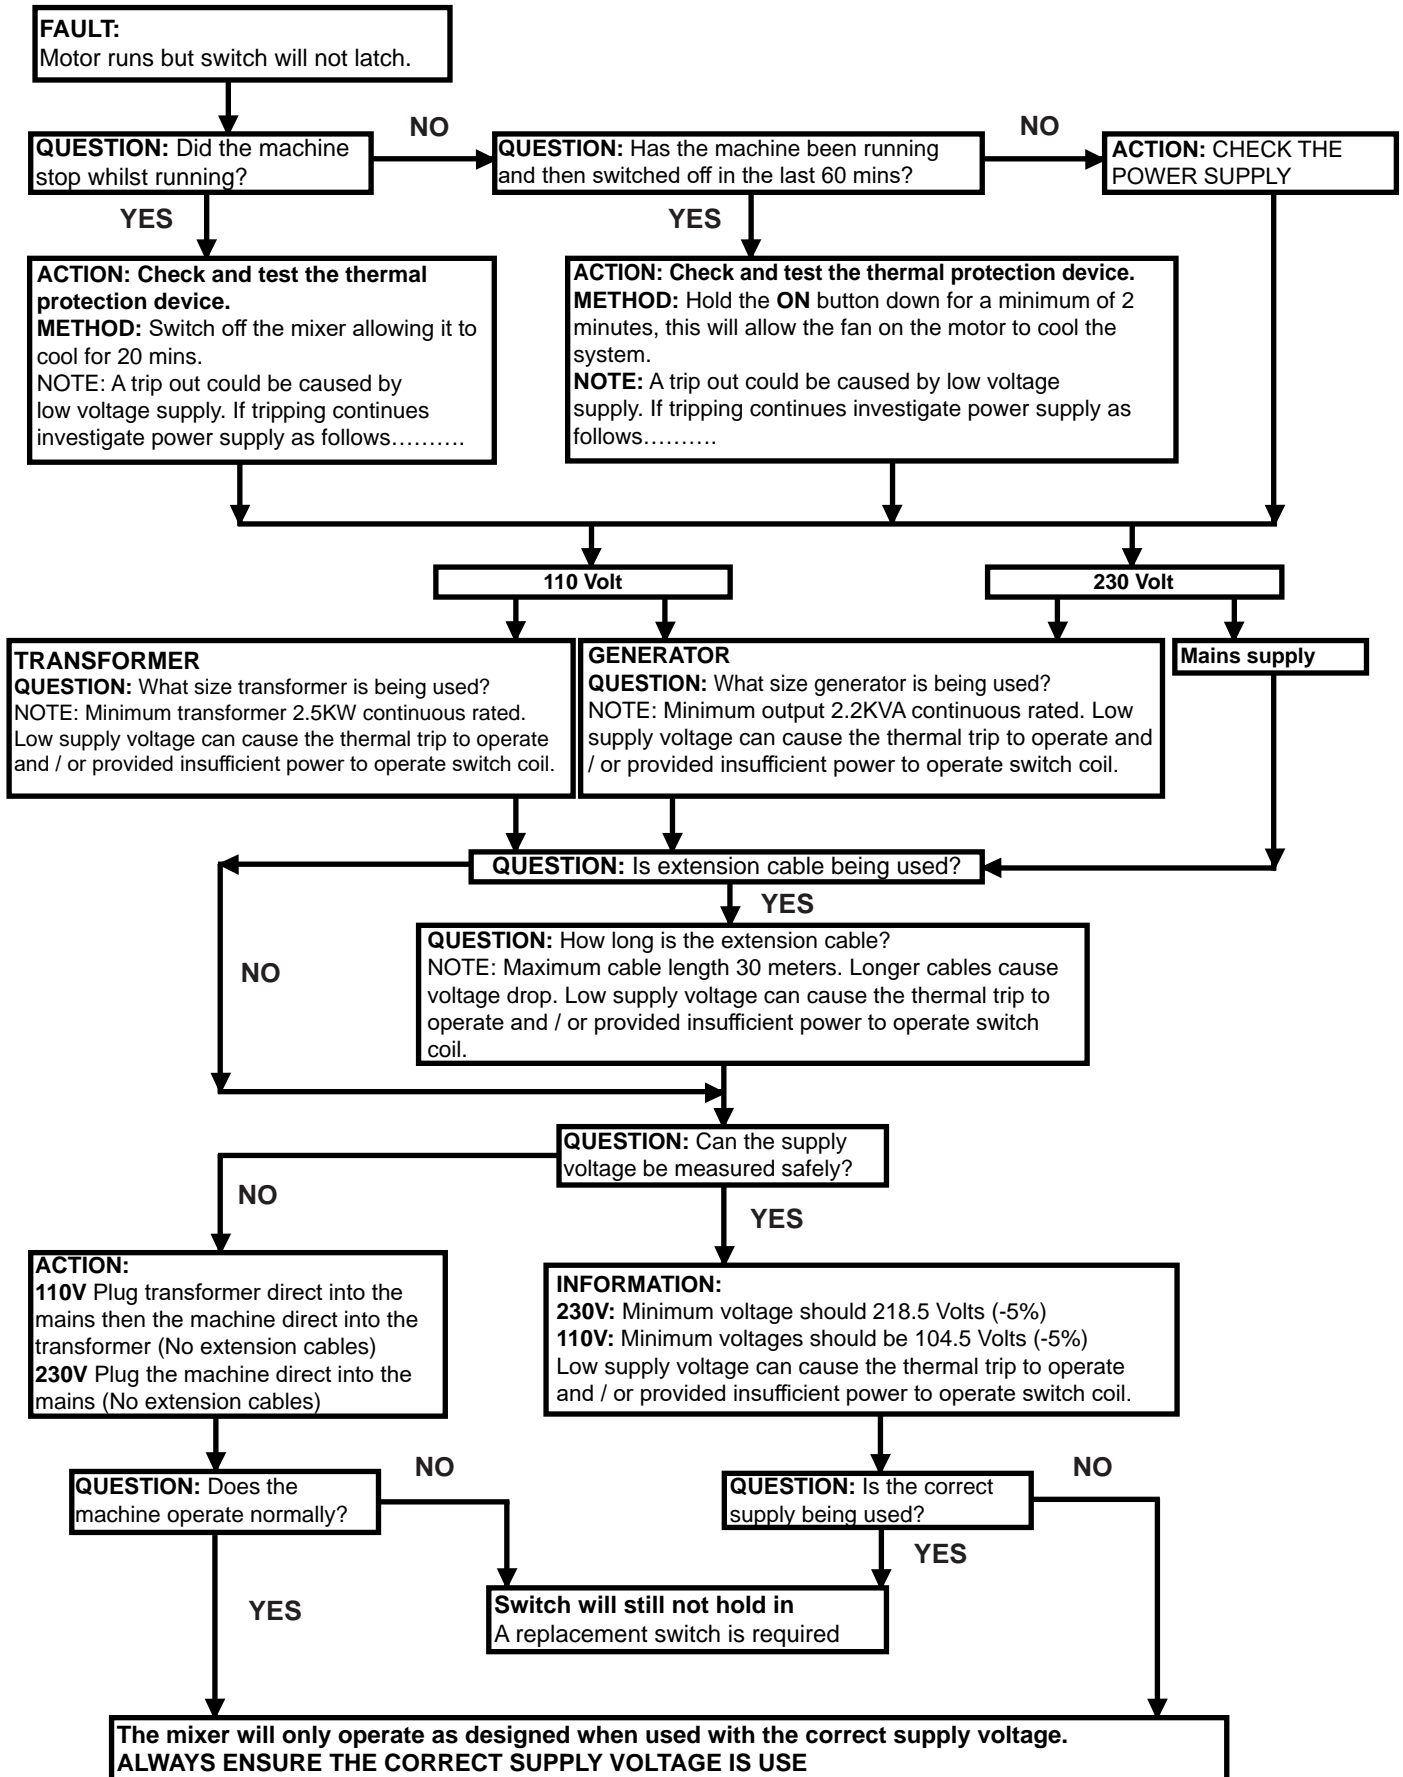 FAULT:
Motor runs but switch will not latch.
NO
NO
QUESTION: Did the machine
stop whilst running?
QUESTION: Has the machine been running
and then switched off in the last 60 mins?
ACTION: CHECK THE
POWER SUPPLY
YES
YES
ACTION: Check and test the thermal
protection device.
METHOD: Switch off the mixer allowing it to
cool for 20 mins.
NOTE: A trip out could be caused by
low voltage supply. If tripping continues
investigate power supply as follows……….
ACTION: Check and test the thermal protection device.
METHOD: Hold the ON button down for a minimum of 2
minutes, this will allow the fan on the motor to cool the
system.
NOTE: A trip out could be caused by low voltage
supply. If tripping continues investigate power supply as
follows……….
110 Volt
230 Volt
TRANSFORMER
QUESTION: What size transformer is being used?
NOTE: Minimum transformer 2.5KW continuous rated.
Low supply voltage can cause the thermal trip to operate
and / or provided insufficient power to operate switch coil.
GENERATOR
QUESTION: What size generator is being used?
NOTE: Minimum output 2.2KVA continuous rated. Low
supply voltage can cause the thermal trip to operate and
/ or provided insufficient power to operate switch coil.
Mains supply
QUESTION: Is extension cable being used?
YES
NO
QUESTION: How long is the extension cable?
NOTE: Maximum cable length 30 meters. Longer cables cause
voltage drop. Low supply voltage can cause the thermal trip to
operate and / or provided insufficient power to operate switch
coil.
QUESTION: Can the supply
voltage be measured safely?
NO
YES
ACTION:
110V Plug transformer direct into the
mains then the machine direct into the
transformer (No extension cables)
230V Plug the machine direct into the
mains (No extension cables)
INFORMATION:
230V: Minimum voltage should 218.5 Volts (-5%)
110V: Minimum voltages should be 104.5 Volts (-5%)
Low supply voltage can cause the thermal trip to operate
and / or provided insufficient power to operate switch coil.
NO
NO
QUESTION: Does the
machine operate normally?
QUESTION: Is the correct
supply being used?
YES
YES
Switch will still not hold in
A replacement switch is required
The mixer will only operate as designed when used with the correct supply voltage.
ALWAYS ENSURE THE CORRECT SUPPLY VOLTAGE IS USE